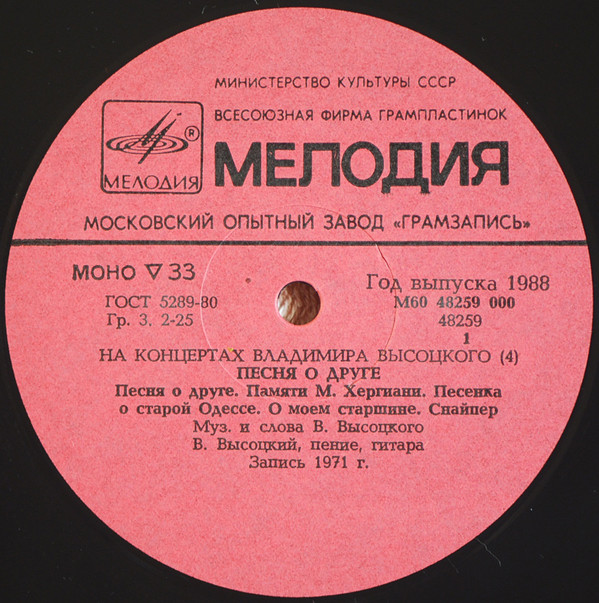 МИНИСТЕРСТВО КУЛЬТУРЫ СССР
ВСЕСОЮЗНАЯ ФИРМА ГРАМПЛАСТИНОК
®
МЕЛОДИЯ
МЕЛОДИЯ
МОСКОВСКИЙ ОПЫТНЫЙ ЗАВОД «ГРАМЗАПИСЬ»
МОНО ▽ 33
Год выпуска 1988
ГОСТ 5289-80
М60 48259 000
Гр. 3. 2-25
48259
1
НА КОНЦЕРТАХ ВЛАДИМИРА ВЫСОЦКОГО (4)
ПЕСНЯ О ДРУГЕ
Песня о друге. Памяти М. Хергиани. Песенка
о старой Одессе. О моем старшине. Снайпер
Муз. и слова В. Высоцкого
В. Высоцкий, пение, гитара
Запись 1971 г.